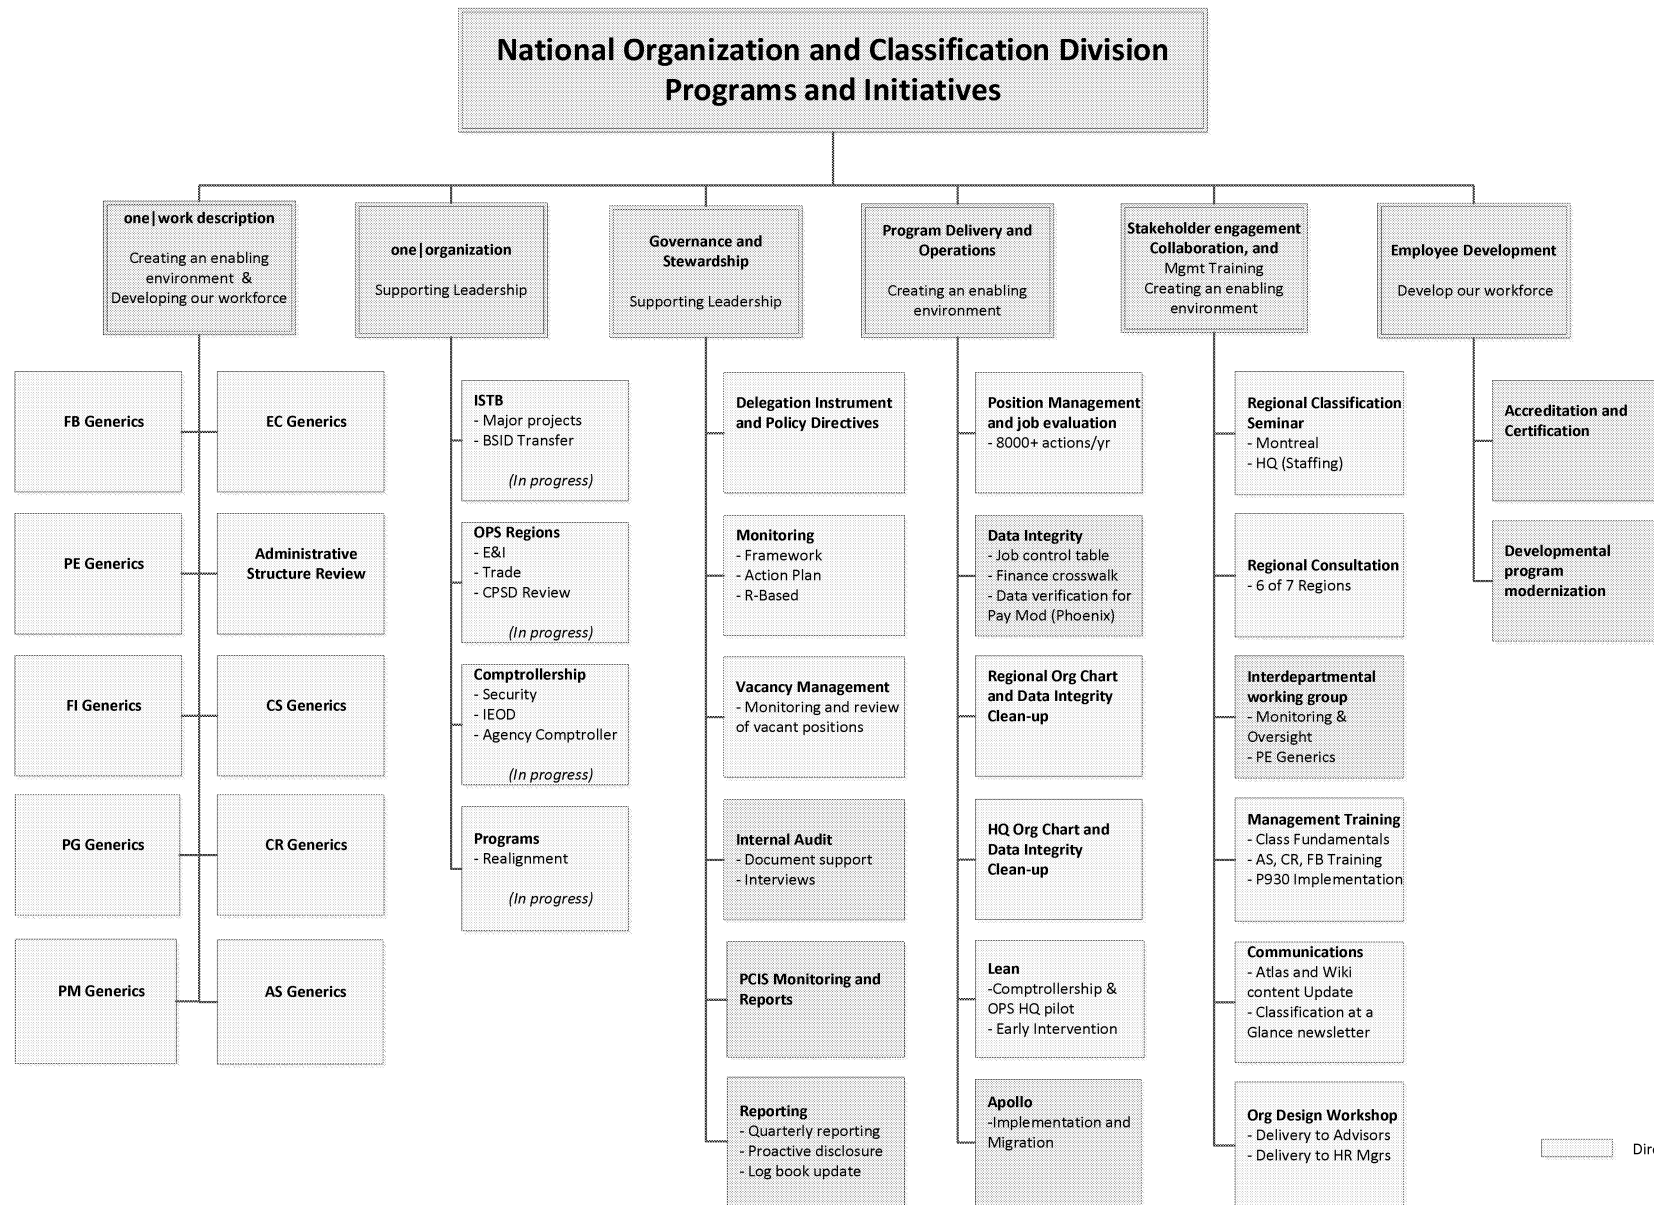 National Organization and Classification Division
Programs and Initiatives
one|work description
Creating an enabling
environment &
Developing our workforce
one|organization
Supporting Leadership
Governance and
Stewardship
Supporting Leadership
Program Delivery and
Operations
Creating an enabling
environment
Stakeholder engagement
Collaboration, and
Mgmt Training
Creating an enabling
environment
Employee Development
Develop our workforce
FB Generics
EC Generics
PE Generics
Administrative
Structure Review
FI Generics
CS Generics
PG Generics
CR Generics
PM Generics
AS Generics
ISTB
- Major projects
- BSID Transfer
(In progress)
OPS Regions
- E&I
- Trade
- CPSD Review
(In progress)
Comptrollership
- Security
- IEOD
- Agency Comptroller
(In progress)
Programs
- Realignment
(In progress)
Delegation Instrument
and Policy Directives
Monitoring
- Framework
- Action Plan
- R-Based
Vacancy Management
- Monitoring and review
of vacant positions
Internal Audit
- Document support
- Interviews
PCIS Monitoring and
Reports
Reporting
- Quarterly reporting
- Proactive disclosure
- Log book update
Position Management
and job evaluation
- 8000+ actions/yr
Data Integrity
- Job control table
- Finance crosswalk
- Data verification for
Pay Mod (Phoenix)
Regional Org Chart
and Data Integrity
Clean-up
HQ Org Chart and
Data Integrity
Clean-up
Lean
-Comptrollership &
OPS HQ pilot
- Early Intervention
Apollo
-Implementation and
Migration
Regional Classification
Seminar
- Montreal
- HQ (Staffing)
Regional Consultation
- 6 of 7 Regions
Interdepartmental
working group
- Monitoring &
Oversight
- PE Generics
Management Training
- Class Fundamentals
- AS, CR, FB Training
- P930 Implementation
Communications
- Atlas and Wiki
content Update
- Classification at a
Glance newsletter
Org Design Workshop
- Delivery to Advisors
- Delivery to HR Mgrs
Accreditation and
Certification
Developmental
program
modernization